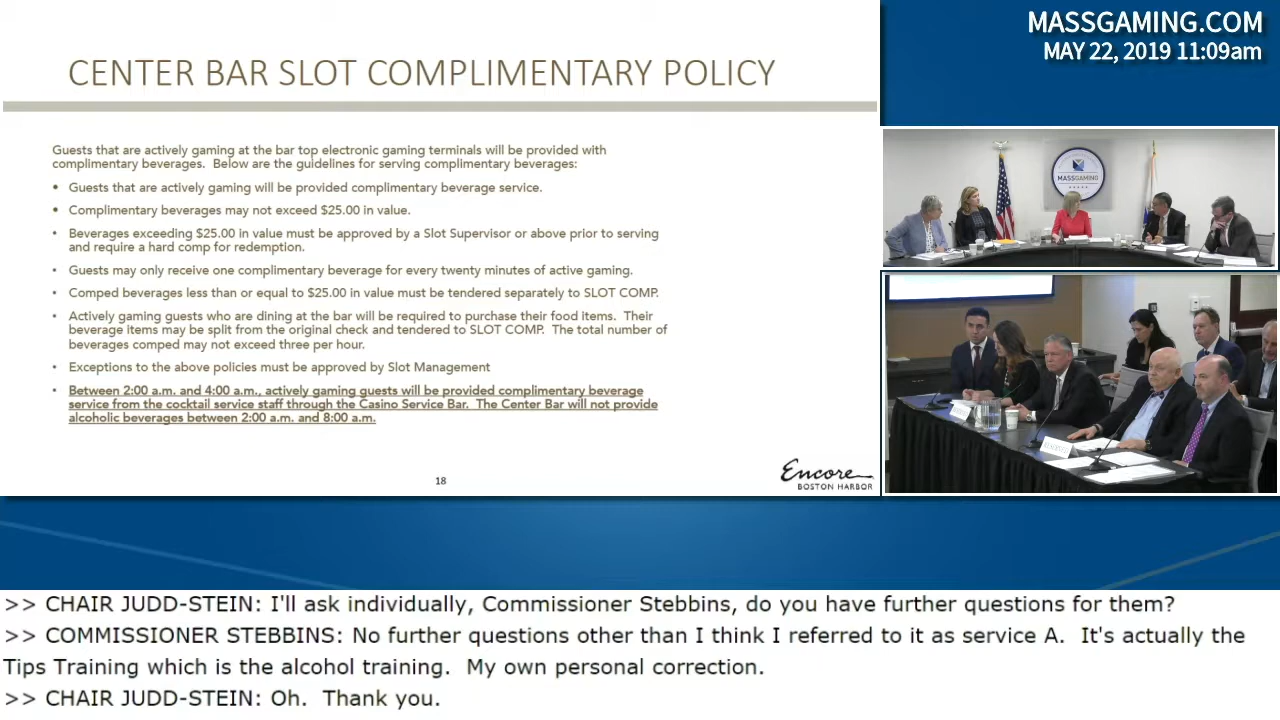 CENTER BAR SLOT COMPLIMENTARY POLICY
Guests that are actively gaming at the bar top electronic gaming terminals will be provided with
complimentary beverages.  Below are the guidelines for serving complimentary beverages:
• Guests that are actively gaming will be provided complimentary beverage service.
• Complimentary beverages may not exceed $25.00 in value.
• Beverages exceeding $25.00 in value must be approved by a Slot Supervisor or above prior to serving
and require a hard comp for redemption.
• Guests may only receive one complimentary beverage for every twenty minutes of active gaming.
• Comped beverages less than or equal to $25.00 in value must be tendered separately to SLOT COMP.
• Actively gaming guests who are dining at the bar will be required to purchase their food items.  Their
beverage items may be split from the original check and tendered to SLOT COMP.  The total number of
beverages comped may not exceed three per hour.
• Exceptions to the above policies must be approved by Slot Management
• Between 2:00 a.m. and 4:00 a.m., actively gaming guests will be provided complimentary beverage
service from the cocktail service staff through the Casino Service Bar.  The Center Bar will not provide
alcoholic beverages between 2:00 a.m. and 8:00 a.m.
18
Encore
BOSTON HARBOR
MASSGAMING.COM
MAY 22, 2019 11:09am
MASSGAMING
>> CHAIR JUDD-STEIN: I'll ask individually, Commissioner Stebbins, do you have further questions for them?
>> COMMISSIONER STEBBINS: No further questions other than I think I referred to it as service A.  It's actually the
Tips Training which is the alcohol training.  My own personal correction.
>> CHAIR JUDD-STEIN: Oh.  Thank you.